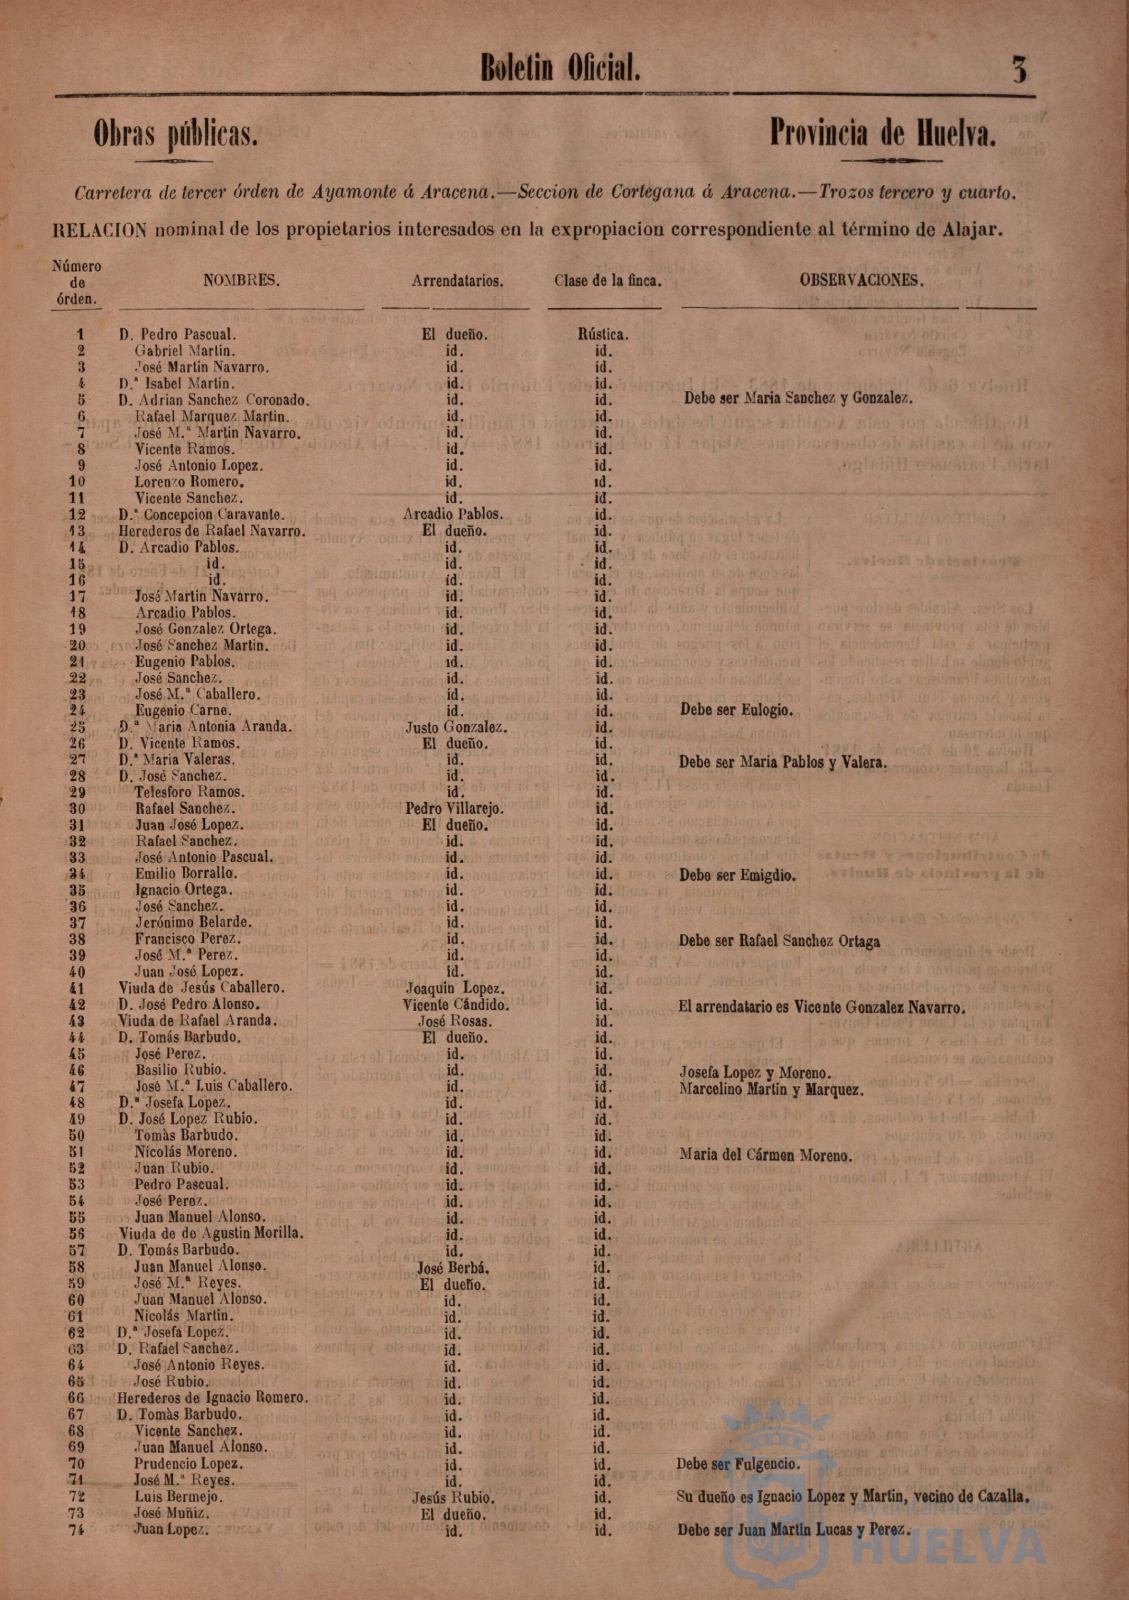 Boletin Oficial. 3
Obras públicas. Provincia de Huelva.
Carretera de tercer órden de Ayamonte á Aracena.—Seccion de Cortegana á Aracena.—Trozos tercero y cuarto.
RELACION nominal de los propietarios interesados en la expropiacion correspondiente al término de Alajar.
Número de órden. NOMBRES. Arrendatarios. Clase de la finca. OBSERVACIONES.
1 D. Pedro Pascual. El dueño. Rústica.
2 Gabriel Martin. id. id.
3 José Martin Navarro. id. id.
4 D.ª Isabel Martin. id. id.
5 D. Adrian Sanchez Coronado. id. id. Debe ser Maria Sanchez y Gonzalez.
6 Rafael Marquez Martin. id. id.
7 José M.ª Martin Navarro. id. id.
8 Vicente Ramos. id. id.
9 José Antonio Lopez. id. id.
10 Lorenzo Romero. id. id.
11 Vicente Sanchez. id. id.
12 D.ª Concepcion Caravante. Arcadio Pablos. id.
13 Herederos de Rafael Navarro. El dueño. id.
14 D. Arcadio Pablos. id. id.
15 id. id. id.
16 id. id. id.
17 José Martin Navarro. id. id.
18 Arcadio Pablos. id. id.
19 José Gonzalez Ortega. id. id.
20 José Sanchez Martin. id. id.
21 Eugenio Pablos. id. id.
22 José Sanchez. id. id.
23 José M.ª Caballero. id. id.
24 Eugenio Carne. id. id. Debe ser Eulogio.
25 D.ª Maria Antonia Aranda. Justo Gonzalez. id.
26 D. Vicente Ramos. El dueño. id.
27 D.ª Maria Valeras. id. id. Debe ser Maria Pablos y Valera.
28 D. José Sanchez. id. id.
29 Telesforo Ramos. id. id.
30 Rafael Sanchez. Pedro Villarejo. id.
31 Juan José Lopez. El dueño. id.
32 Rafael Sanchez. id. id.
33 José Antonio Pascual. id. id.
34 Emilio Borrallo. id. id. Debe ser Emigdio.
35 Ignacio Ortega. id. id.
36 José Sanchez. id. id.
37 Jerónimo Belarde. id. id.
38 Francisco Perez. id. id. Debe ser Rafael Sanchez Ortaga
39 José M.ª Perez. id. id.
40 Juan José Lopez. id. id.
41 Viuda de Jesús Caballero. Joaquin Lopez. id.
42 D. José Pedro Alonso. Vicente Cándido. id. El arrendatario es Vicente Gonzalez Navarro.
43 Viuda de Rafael Aranda. José Rosas. id.
44 D. Tomás Barbudo. El dueño. id.
45 José Perez. id. id.
46 Basilio Rubio. id. id. Josefa Lopez y Moreno.
47 José M.ª Luis Caballero. id. id. Marcelino Martin y Marquez.
48 D.ª Josefa Lopez. id. id.
49 D. José Lopez Rubio. id. id.
50 Tomàs Barbudo. id. id.
51 Nicolás Moreno. id. id. Maria del Cármen Moreno.
52 Juan Rubio. id. id.
53 Pedro Pascual. id. id.
54 José Perez. id. id.
55 Juan Manuel Alonso. id. id.
56 Viuda de de Agustin Morilla. id. id.
57 D. Tomás Barbudo. id. id.
58 Juan Manuel Alonso. José Berbá. id.
59 José M.ª Reyes. El dueño. id.
60 Juan Manuel Alonso. id. id.
61 Nicolás Martin. id. id.
62 D.ª Josefa Lopez. id. id.
63 D. Rafael Sanchez. id. id.
64 José Antonio Reyes. id. id.
65 José Rubio. id. id.
66 Herederos de Ignacio Romero. id. id.
67 D. Tomàs Barbudo. id. id.
68 Vicente Sanchez. id. id.
69 Juan Manuel Alonso. id. id.
70 Prudencio Lopez. id. id. Debe ser Fulgencio.
71 José M.ª Reyes. id. id.
72 Luis Bermejo. Jesús Rubio. id. Su dueño es Ignacio Lopez y Martin, vecino de Cazalla.
73 José Muñiz. El dueño. id.
74 Juan Lopez. id. id. Debe ser Juan Martin Lucas y Perez.
HUELVA